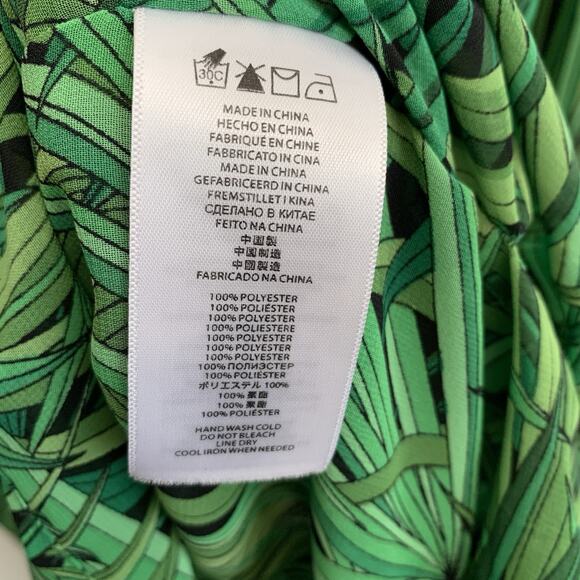 30C
MADE IN CHINA
HECHO EN CHINA
FABRIQUÉ EN CHINE
FABBRICATO IN CINA
MADE IN CHINA
GEFABRICEERD IN CHINA
FREMSTILLET I KINA
СДЕЛАНО В КИТАЕ
FEITO NA CHINA
中国製
中国制造
中國製造
FABRICADO NA CHINA
100% POLYESTER
100% POLIÉSTER
100% POLYESTER
100% POLIESTERE
100% POLYESTER
100% POLYESTER
100% POLYESTER
100% ПОЛИЭСТЕР
100% POLIÉSTER
ポリエステル 100%
100% 聚酯
100% 聚酯
100% POLIÉSTER
HAND WASH COLD
DO NOT BLEACH
LINE DRY
COOL IRON WHEN NEEDED